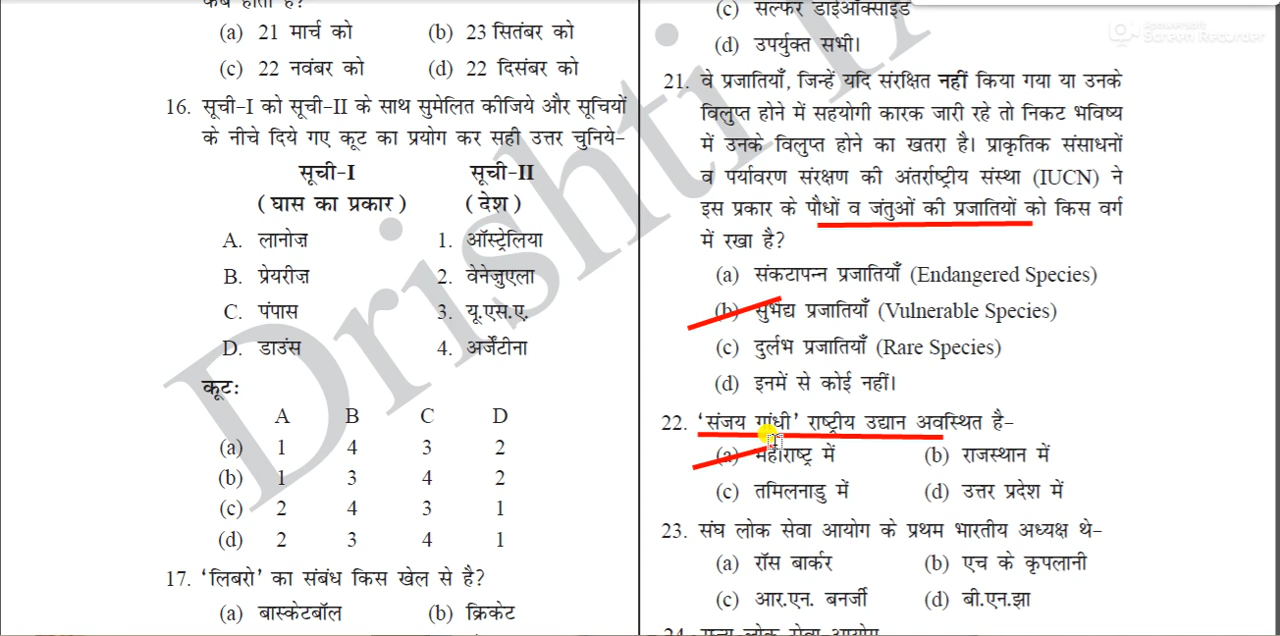 कब होता है?
(a) 21 मार्च को (b) 23 सितंबर को
(c) 22 नवंबर को (d) 22 दिसंबर को
16. सूची-I को सूची-II के साथ सुमेलित कीजिये और सूचियों
के नीचे दिये गए कूट का प्रयोग कर सही उत्तर चुनिये-
सूची-I सूची-II
(घास का प्रकार) (देश)
A. लानोज़ 1. ऑस्ट्रेलिया
B. प्रेयरीज़ 2. वेनेज़ुएला
C. पंपास 3. यू.एस.ए.
D. डाउंस 4. अर्जेंटीना
कूट:
A B C D
(a) 1 4 3 2
(b) 1 3 4 2
(c) 2 4 3 1
(d) 2 3 4 1
17. 'लिबरो' का संबंध किस खेल से है?
(a) बास्केटबॉल (b) क्रिकेट
(c) सल्फर डाईऑक्साइड
(d) उपर्युक्त सभी।
21. वे प्रजातियाँ, जिन्हें यदि संरक्षित नहीं किया गया या उनके
विलुप्त होने में सहयोगी कारक जारी रहे तो निकट भविष्य
में उनके विलुप्त होने का खतरा है। प्राकृतिक संसाधनों
व पर्यावरण संरक्षण की अंतर्राष्ट्रीय संस्था (IUCN) ने
इस प्रकार के पौधों व जंतुओं की प्रजातियों को किस वर्ग
में रखा है?
(a) संकटापन्न प्रजातियाँ (Endangered Species)
(b) सुभेद्य प्रजातियाँ (Vulnerable Species)
(c) दुर्लभ प्रजातियाँ (Rare Species)
(d) इनमें से कोई नहीं।
22. 'संजय गांधी' राष्ट्रीय उद्यान अवस्थित है-
(a) महाराष्ट्र में (b) राजस्थान में
(c) तमिलनाडु में (d) उत्तर प्रदेश में
23. संघ लोक सेवा आयोग के प्रथम भारतीय अध्यक्ष थे-
(a) रॉस बार्कर (b) एच के कृपलानी
(c) आर.एन. बनर्जी (d) बी.एन.झा
Drishti
Apowersoft
Screen Recorder